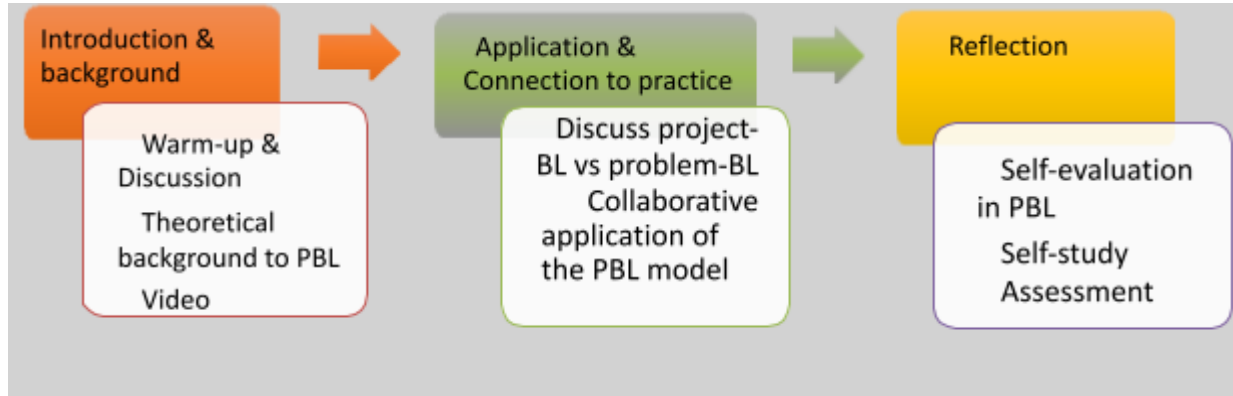 Introduction &
background
Warm-up &
Discussion
Theoretical
background to PBL
Video
Application &
Connection to practice
Discuss project-
BL vs problem-BL
Collaborative
application of
the PBL model
Reflection
Self-evaluation
in PBL
Self-study
Assessment